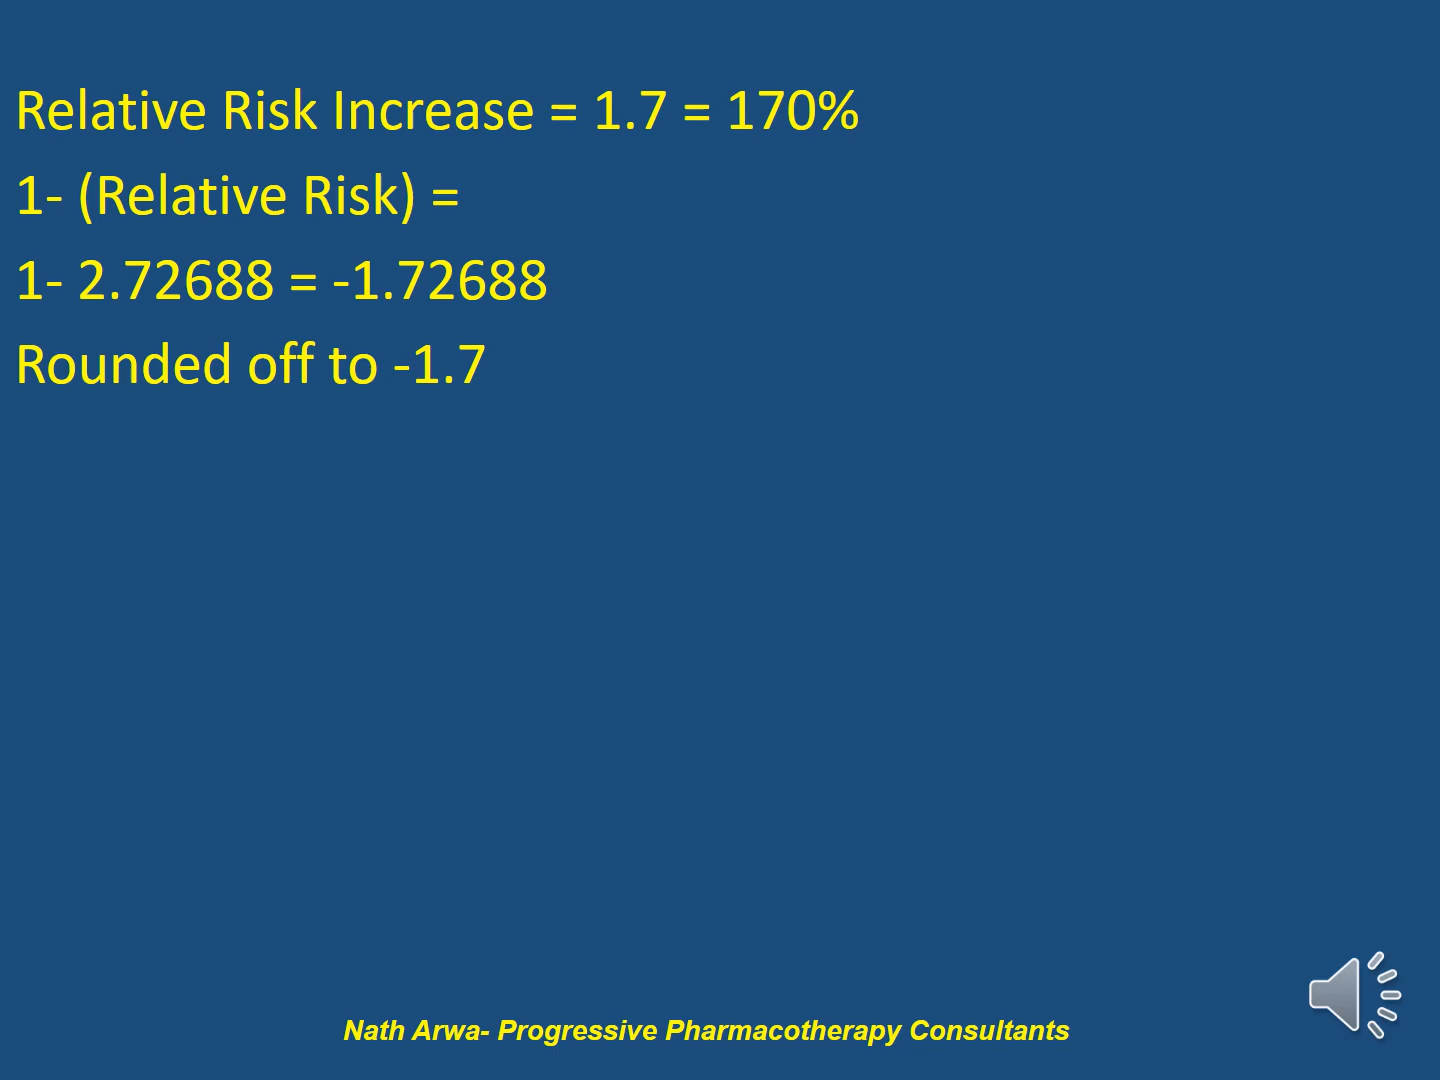 Relative Risk Increase = 1.7 = 170%
1- (Relative Risk) =
1- 2.72688 = -1.72688
Rounded off to -1.7
Nath Arwa- Progressive Pharmacotherapy Consultants